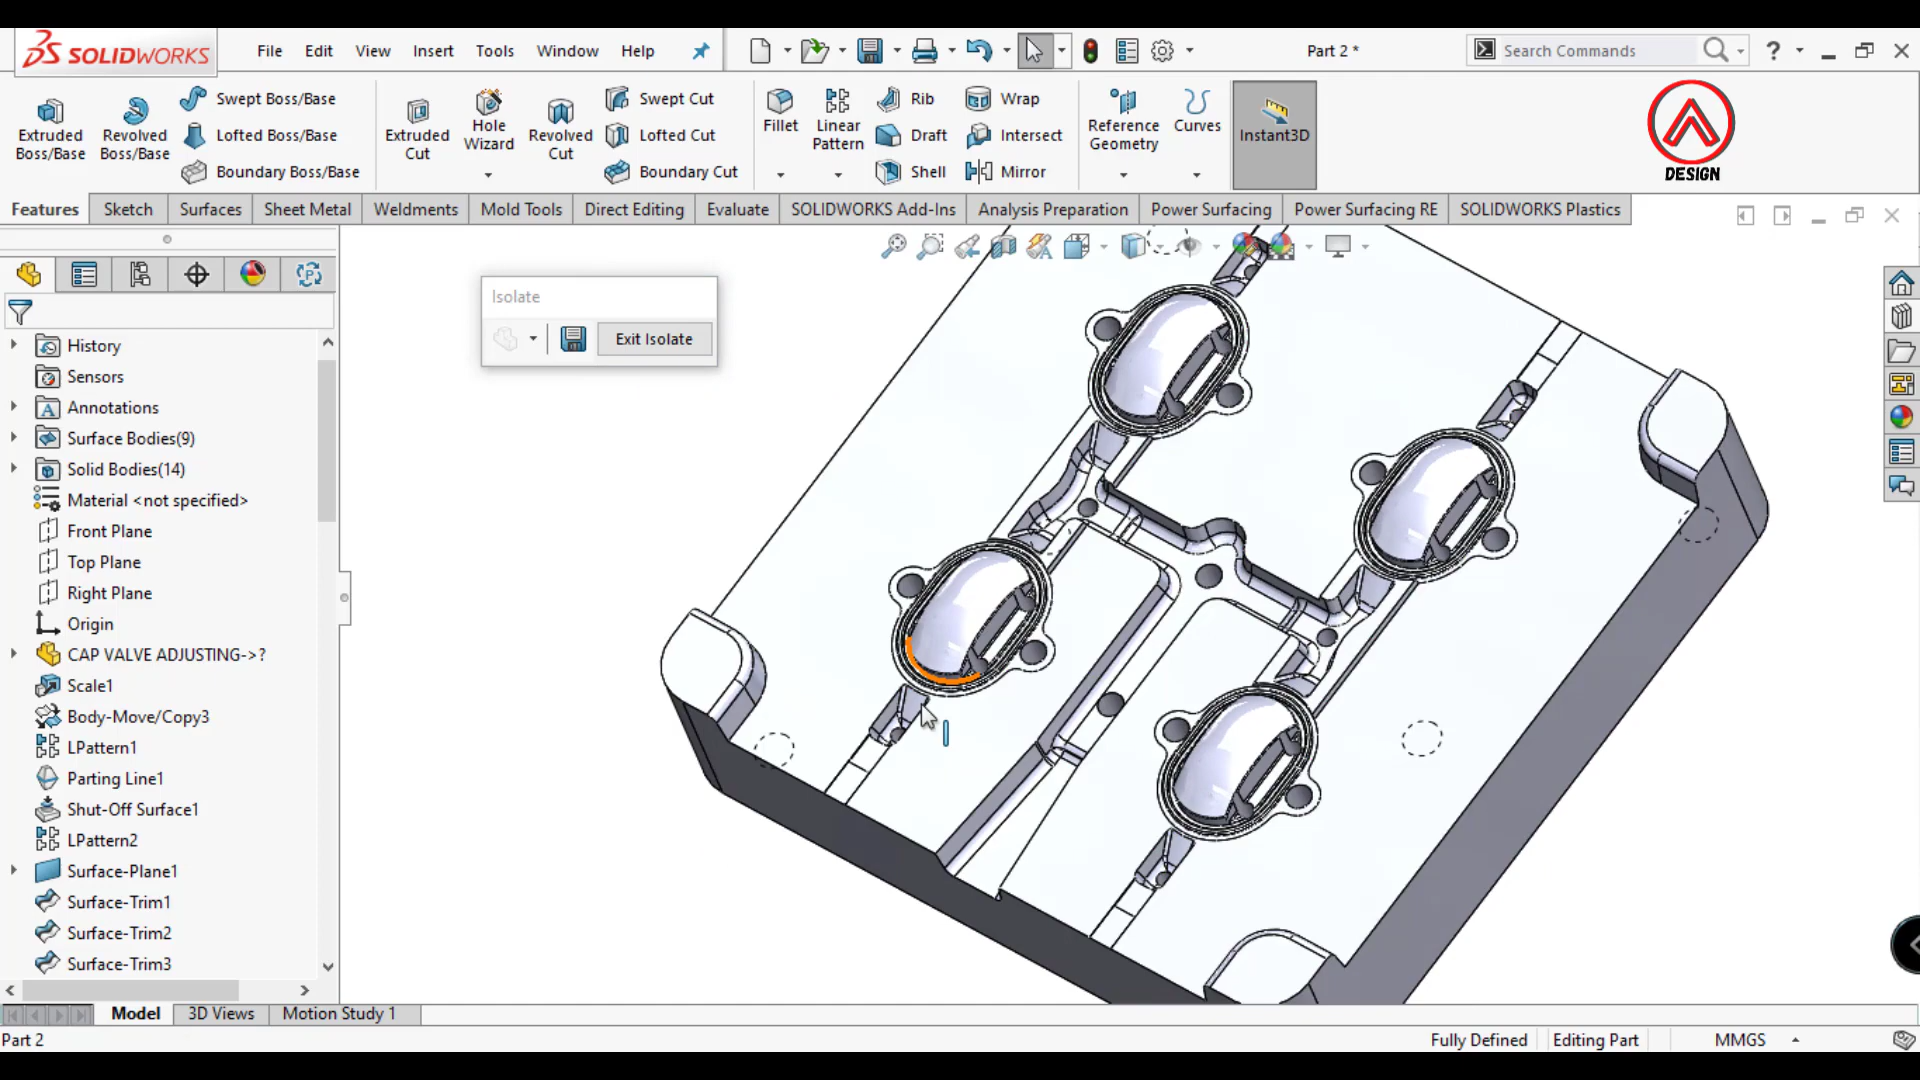 SOLIDWORKS
File Edit View Insert Tools Window Help
Part 2 *
Search Commands
Extruded Boss/Base
Revolved Boss/Base
Swept Boss/Base
Lofted Boss/Base
Boundary Boss/Base
Extruded Cut
Hole Wizard
Revolved Cut
Swept Cut
Lofted Cut
Boundary Cut
Fillet
Linear Pattern
Rib
Draft
Shell
Wrap
Intersect
Mirror
Reference Geometry
Curves
Instant3D
DESIGN
Features Sketch Surfaces Sheet Metal Weldments Mold Tools Direct Editing Evaluate SOLIDWORKS Add-Ins Analysis Preparation Power Surfacing Power Surfacing RE SOLIDWORKS Plastics
Isolate
Exit Isolate
History
Sensors
Annotations
Surface Bodies(9)
Solid Bodies(14)
Material <not specified>
Front Plane
Top Plane
Right Plane
Origin
CAP VALVE ADJUSTING->?
Scale1
Body-Move/Copy3
LPattern1
Parting Line1
Shut-Off Surface1
LPattern2
Surface-Plane1
Surface-Trim1
Surface-Trim2
Surface-Trim3
Model 3D Views Motion Study 1
Part 2
Fully Defined Editing Part MMGS